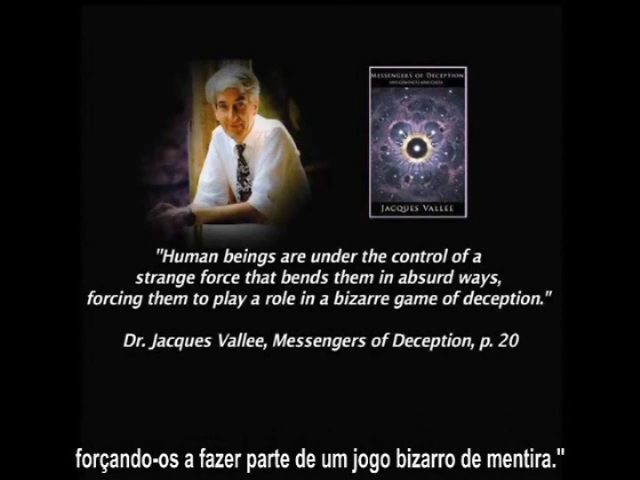 MESSENGERS OF DECEPTION
JACQUES VALLEE
"Human beings are under the control of a
strange force that bends them in absurd ways,
forcing them to play a role in a bizarre game of deception."
Dr. Jacques Vallee, Messengers of Deception, p. 20
forçando-os a fazer parte de um jogo bizarro de mentira."